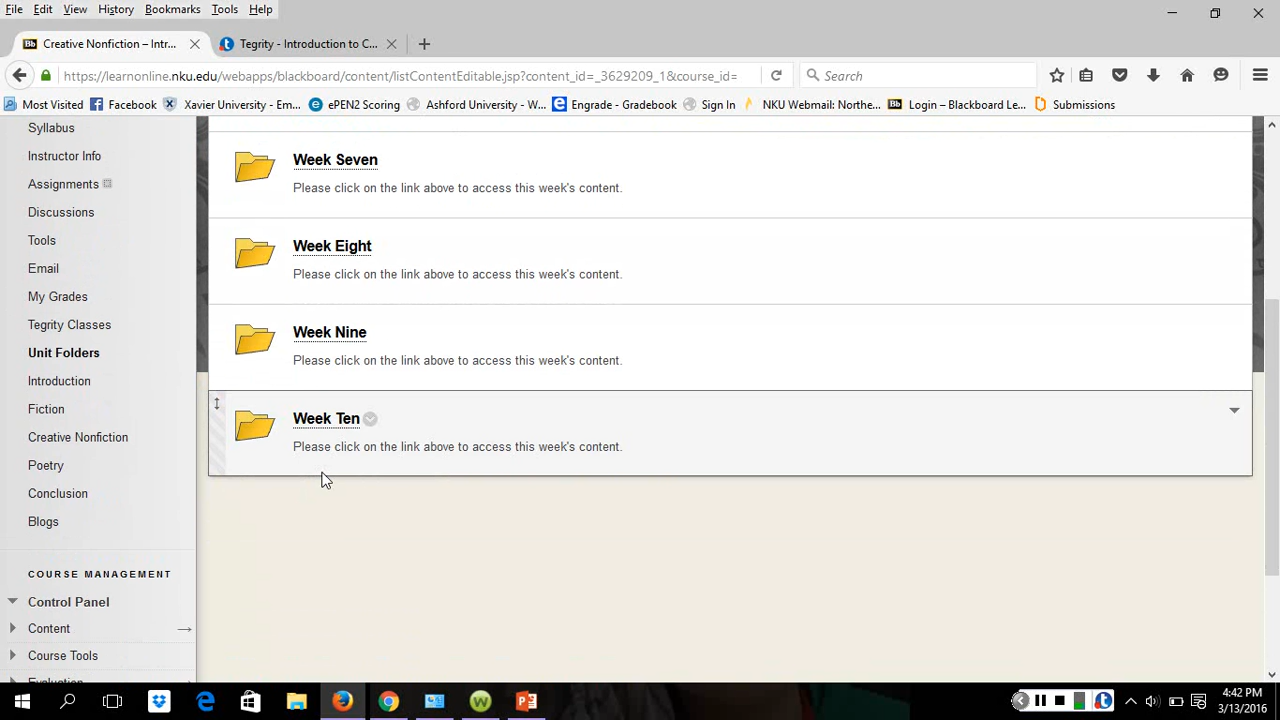 File Edit View History Bookmarks Tools Help
Creative Nonfiction – Intr... Tegrity - Introduction to C...
https://learnonline.nku.edu/webapps/blackboard/content/listContentEditable.jsp?content_id=_3629209_1&course_id= Search
Most Visited Facebook Xavier University - Em... ePEN2 Scoring Ashford University - W... Engrade - Gradebook Sign In NKU Webmail: Northe... Login – Blackboard Le... Submissions
Syllabus
Instructor Info
Assignments
Discussions
Tools
Email
My Grades
Tegrity Classes
Unit Folders
Introduction
Fiction
Creative Nonfiction
Poetry
Conclusion
Blogs
COURSE MANAGEMENT
Control Panel
Content
Course Tools
Week Seven
Please click on the link above to access this week's content.
Week Eight
Please click on the link above to access this week's content.
Week Nine
Please click on the link above to access this week's content.
Week Ten
Please click on the link above to access this week's content.
4:42 PM
3/13/2016